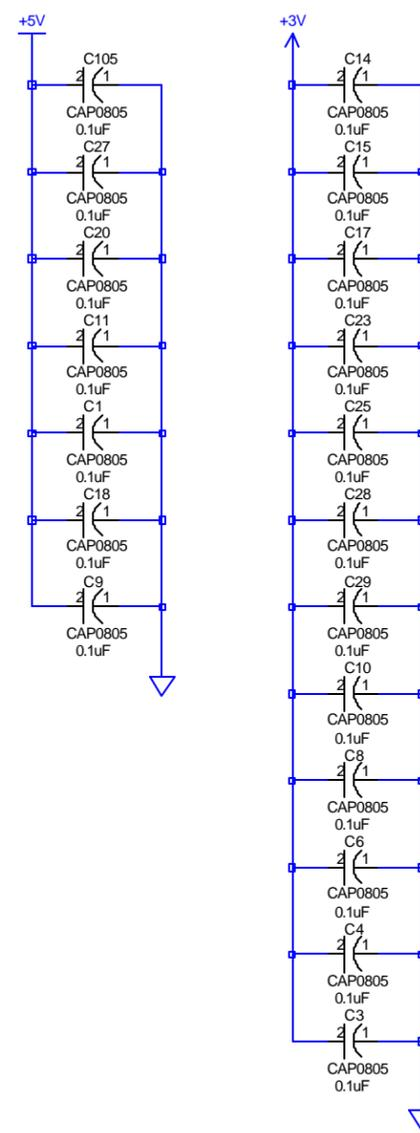 +5V
C105
2 1
CAP0805
0.1uF
C27
2 1
CAP0805
0.1uF
C20
2 1
CAP0805
0.1uF
C11
2 1
CAP0805
0.1uF
C1
2 1
CAP0805
0.1uF
C18
2 1
CAP0805
0.1uF
C9
2 1
CAP0805
0.1uF
+3V
C14
2 1
CAP0805
0.1uF
C15
2 1
CAP0805
0.1uF
C17
2 1
CAP0805
0.1uF
C23
2 1
CAP0805
0.1uF
C25
2 1
CAP0805
0.1uF
C28
2 1
CAP0805
0.1uF
C29
2 1
CAP0805
0.1uF
C10
2 1
CAP0805
0.1uF
C8
2 1
CAP0805
0.1uF
C6
2 1
CAP0805
0.1uF
C4
2 1
CAP0805
0.1uF
C3
2 1
CAP0805
0.1uF